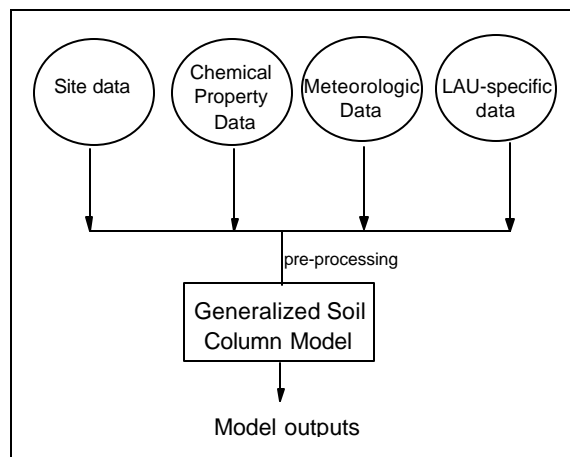 Site data
Chemical
Property
Data
Meteorologic
Data
LAU-specific
data
pre-processing
Generalized Soil
Column Model
Model outputs